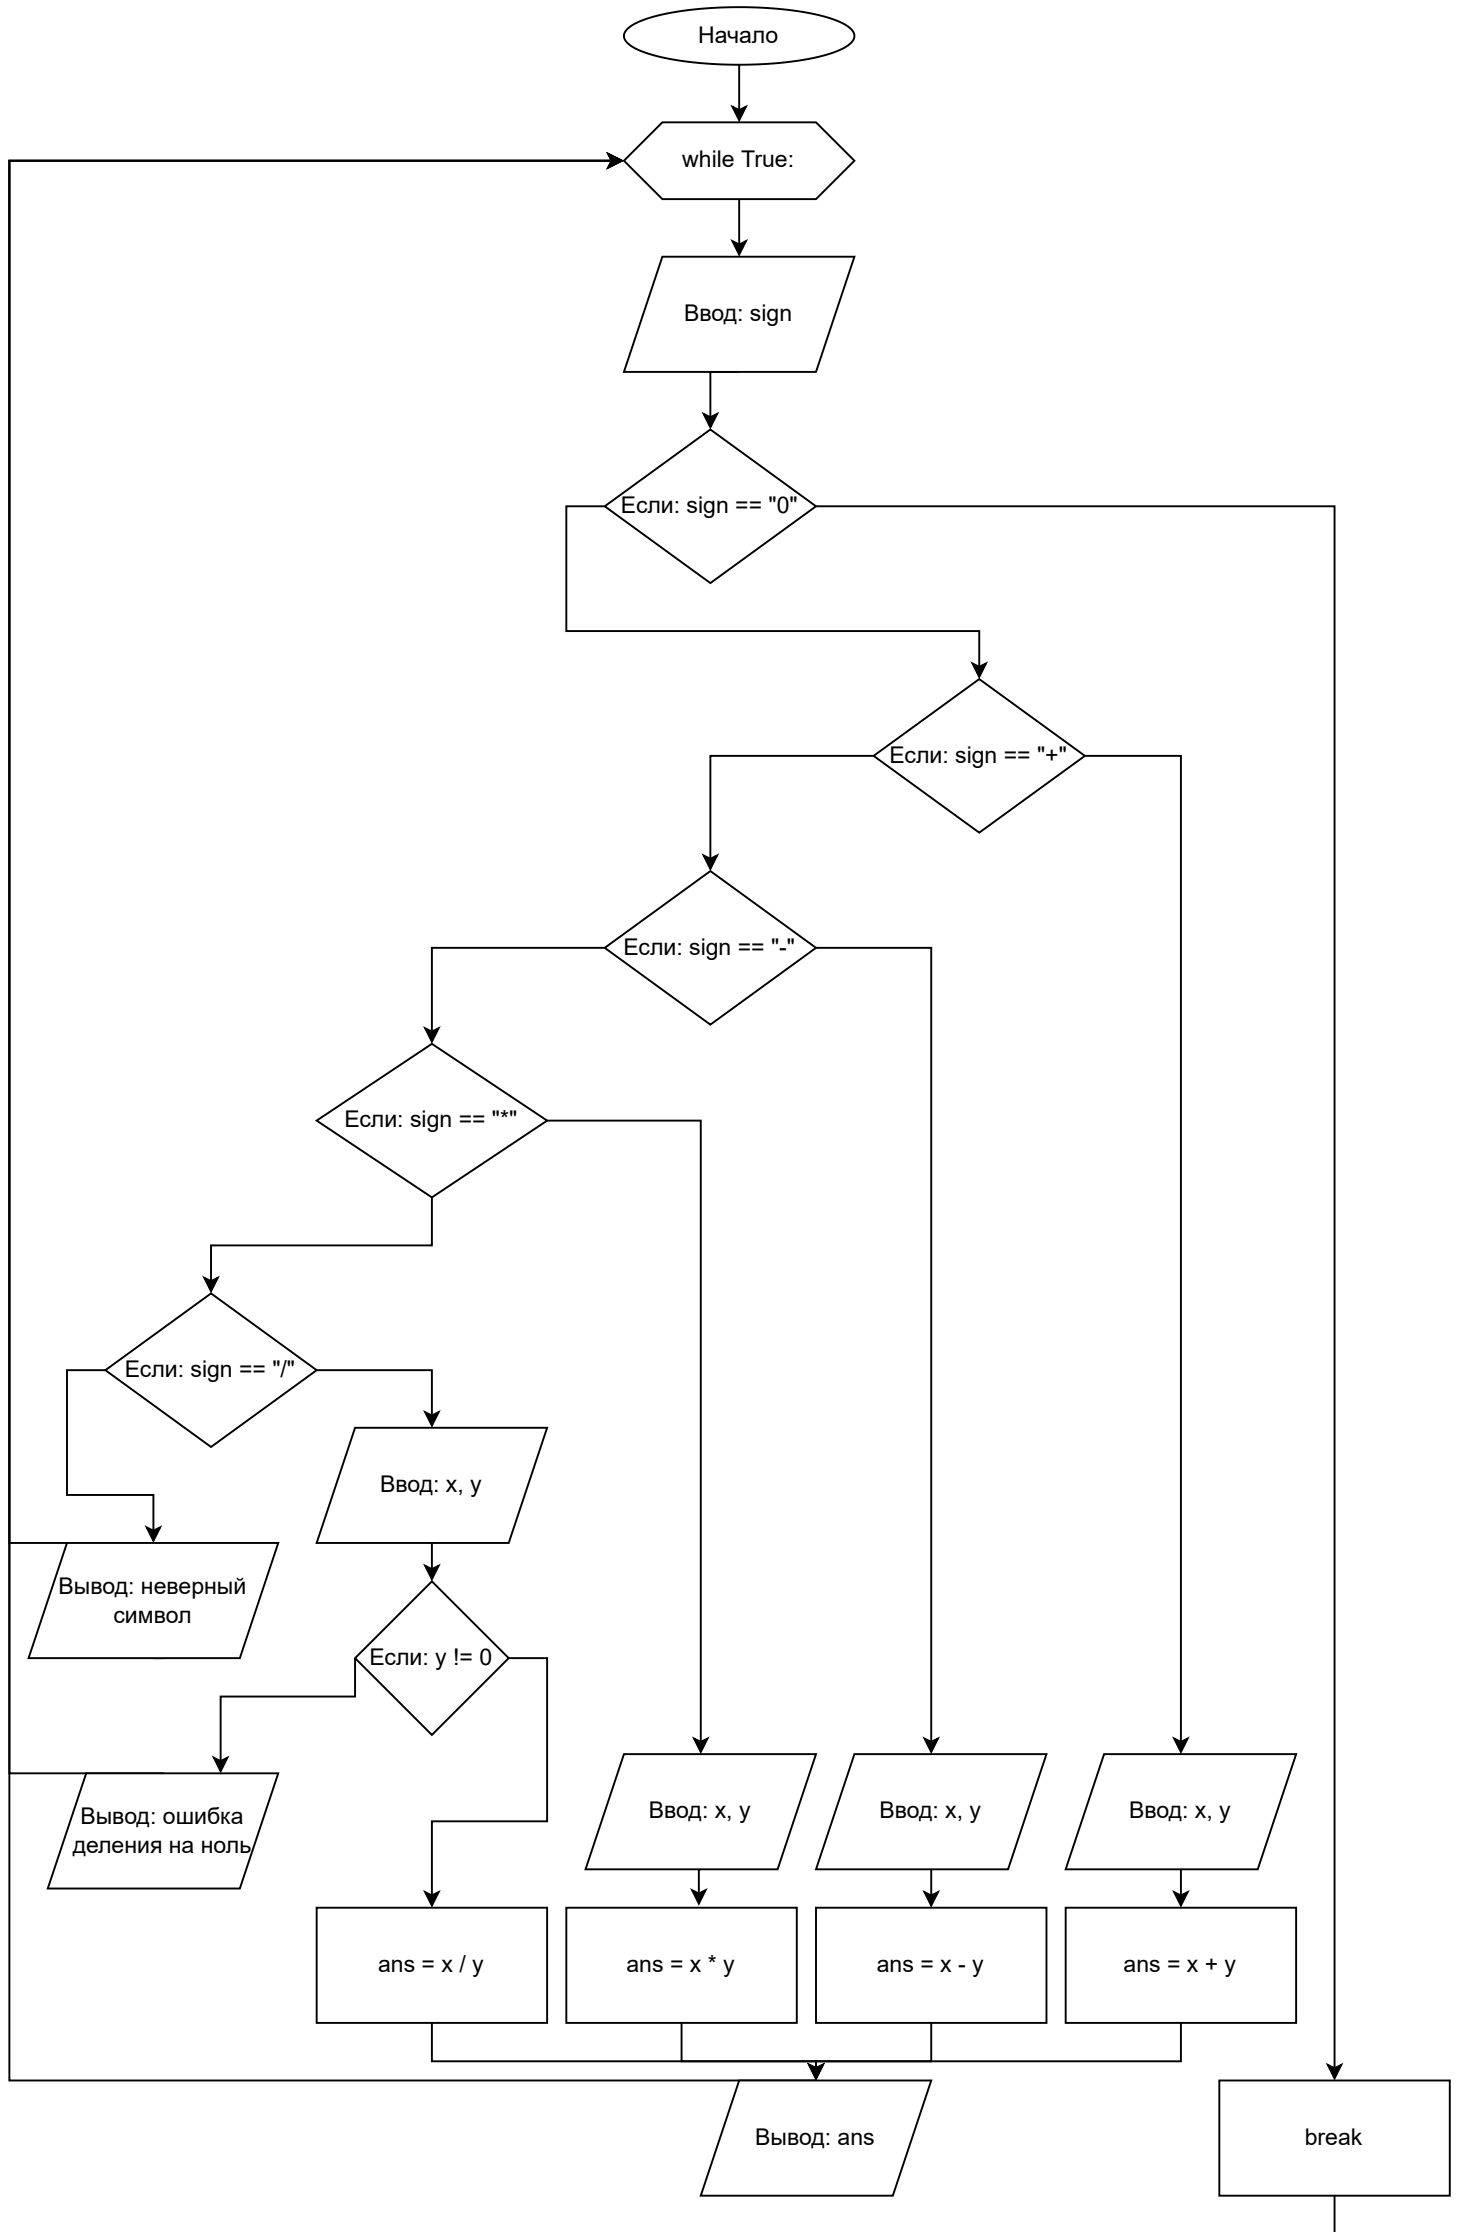 Начало
while True:
Ввод: sign
Если: sign == "0"
Если: sign == "+"
Если: sign == "-"
Если: sign == "*"
Если: sign == "/"
Ввод: x, y
Вывод: неверный
символ
Если: y != 0
Ввод: x, y
Ввод: x, y
Ввод: x, y
Вывод: ошибка
деления на ноль
ans = x / y
ans = x * y
ans = x - y
ans = x + y
Вывод: ans
break